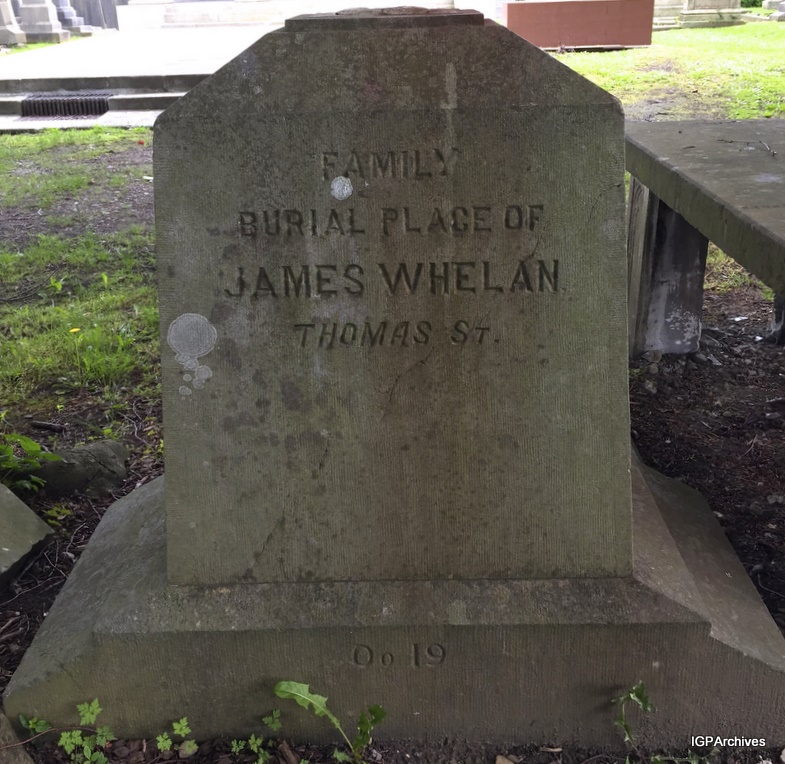 FAMILY
BURIAL PLACE OF
JAMES WHELAN
THOMAS ST.
Oo 19
IGPArchives